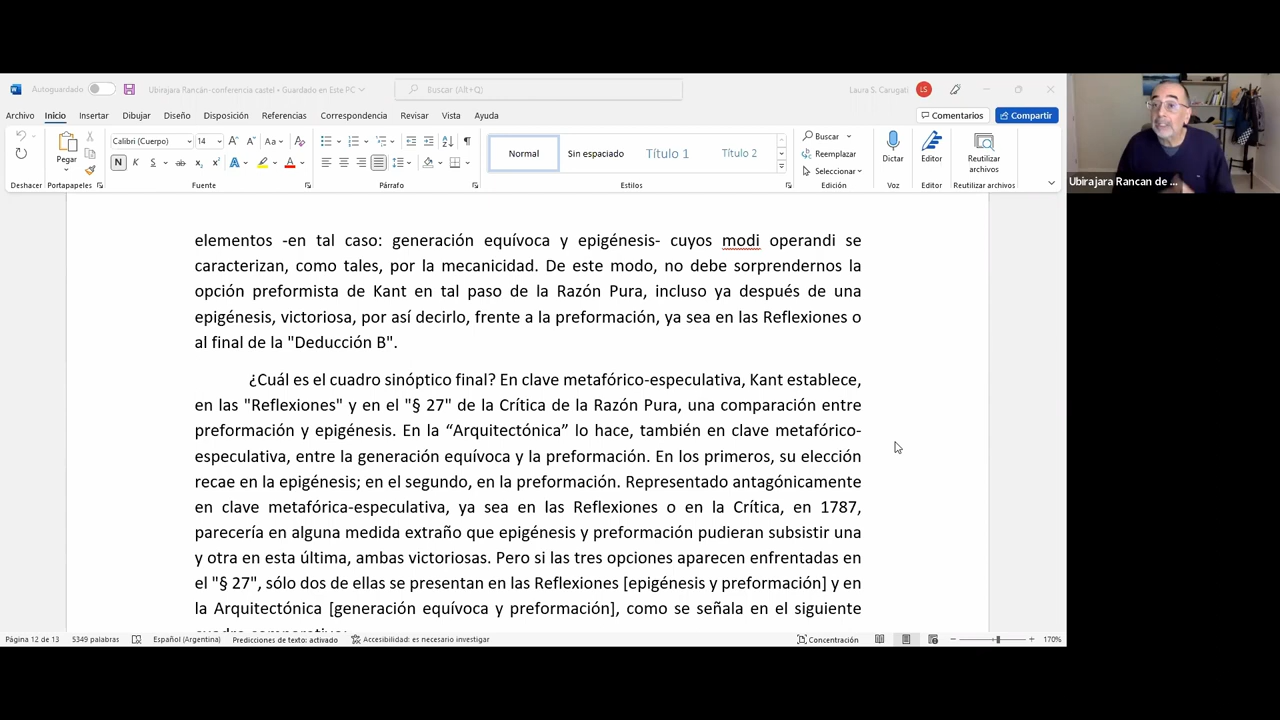 Autoguardado
Ubirajara Rancán-conferencia castel • Guardado en Este PC
Buscar (Alt+Q)
Laura S. Carugati
LS
Archivo Inicio Insertar Dibujar Diseño Disposición Referencias Correspondencia Revisar Vista Ayuda
Comentarios
Compartir
Calibri (Cuerpo) 14
Pegar
Normal
Sin espaciado
Título 1
Título 2
Buscar
Reemplazar
Seleccionar
Dictar
Editor
Reutilizar archivos
Deshacer Portapapeles Fuente Párrafo Estilos Edición Voz Editor Reutilizar archivos
Ubirajara Rancan de ...
elementos -en tal caso: generación equívoca y epigénesis- cuyos modi operandi se
caracterizan, como tales, por la mecanicidad. De este modo, no debe sorprendernos la
opción preformista de Kant en tal paso de la Razón Pura, incluso ya después de una
epigénesis, victoriosa, por así decirlo, frente a la preformación, ya sea en las Reflexiones o
al final de la "Deducción B".
¿Cuál es el cuadro sinóptico final? En clave metafórico-especulativa, Kant establece,
en las "Reflexiones" y en el "§ 27" de la Crítica de la Razón Pura, una comparación entre
preformación y epigénesis. En la “Arquitectónica” lo hace, también en clave metafórico-
especulativa, entre la generación equívoca y la preformación. En los primeros, su elección
recae en la epigénesis; en el segundo, en la preformación. Representado antagónicamente
en clave metafórica-especulativa, ya sea en las Reflexiones o en la Crítica, en 1787,
parecería en alguna medida extraño que epigénesis y preformación pudieran subsistir una
y otra en esta última, ambas victoriosas. Pero si las tres opciones aparecen enfrentadas en
el "§ 27", sólo dos de ellas se presentan en las Reflexiones [epigénesis y preformación] y en
la Arquitectónica [generación equívoca y preformación], como se señala en el siguiente
Página 12 de 13 5349 palabras Español (Argentina) Predicciones de texto: activado Accesibilidad: es necesario investigar Concentración 170%